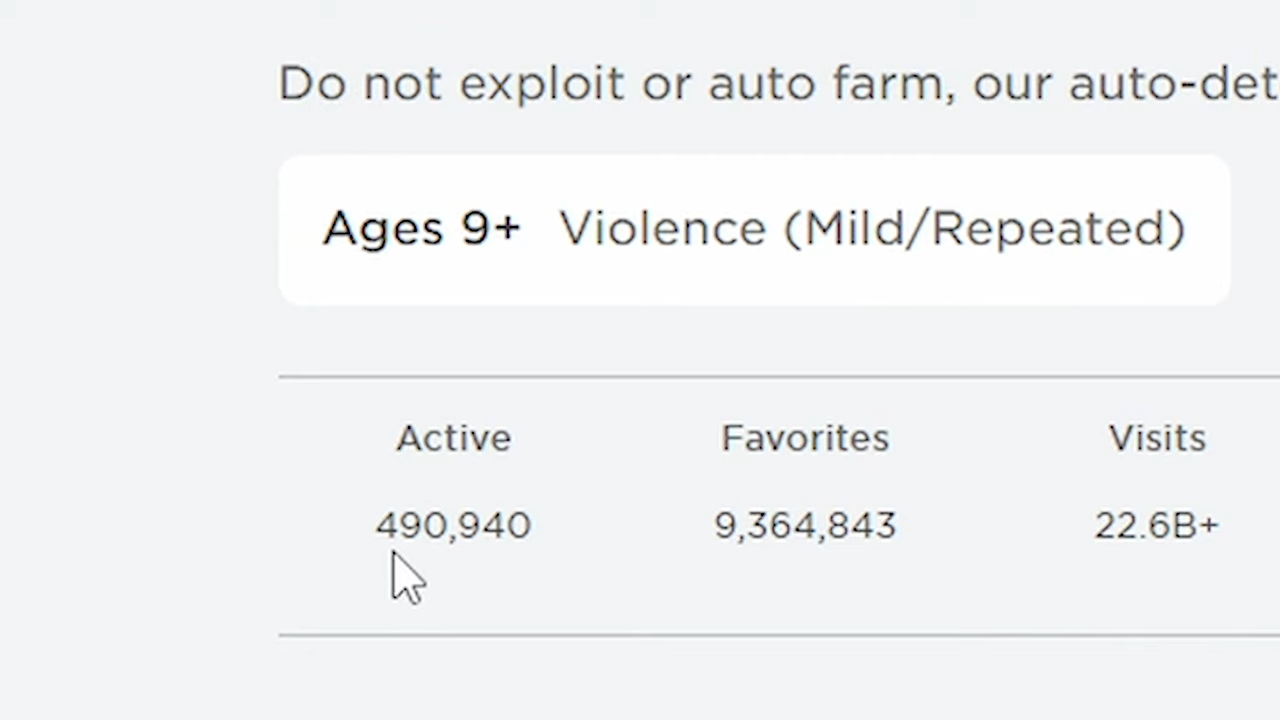 Do not exploit or auto farm, our auto-det
Ages 9+ Violence (Mild/Repeated)
Active Favorites Visits
490,940 9,364,843 22.6B+